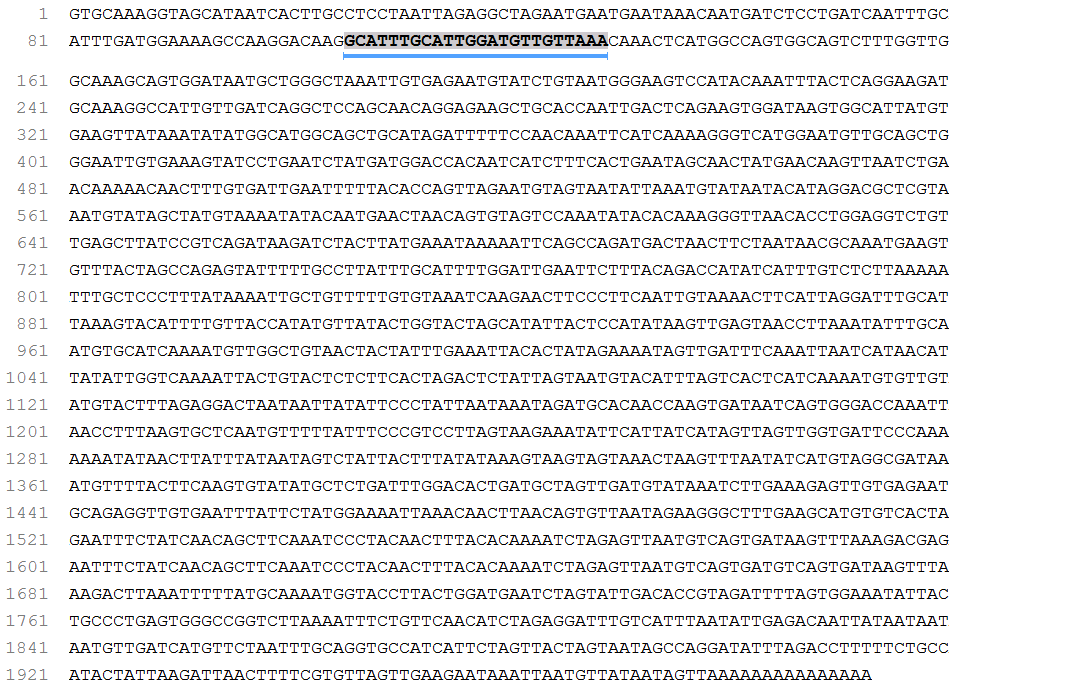 1 GTGCAAAGGTAGCATAATCACTTGCCTCCTAATTAGAGGCTAGAATGAATGAATAAACAAATGATCTCCTGATCAATTTGC
81 ATTTGATGGAAAAGCCAAGGACAAGGCATTTGCATTGGATGTTGTTAAACAAACTCATGGCCAGTGGCAGTCTTTGGTTG
161 GCAAAGCAGTGGATAATGCTGGGCTAAATTGTGAGAATGTATCTGTAATGGGAAGTCCATACAAATTTACTCAGGAAGAT
241 GCAAAGGCCATTGTTGATCAGGCTCCAGCAACAGGAGAAGCTGCACCAATTGACTCAGAAGTGGATAAGTGGCATTATGT
321 GAAGTTATAAATATATGGCATGGCAGCTGCATAGATTTTTCCAACAAATTCATCAAAAGGGTCATGGAATGTTGCAGCTG
401 GGAATTGTGAAAGTATCCTGAATCTATGATGGACCACAATCATCTTTCACTGAATAGCAACTATGAACAAGTTAATCTGA
481 ACAAAAACAACTTTGTGATTGAATTTTTACACCAGTTAGAATGTAGTAATATTAAATGTATAATACATAGGACGCTCGTA
561 AATGTATAGCTATGTAAAATATACAATGAACTAACAGTGTAGTCCAAATATACACAAAGGGTTAACACCTGGAGGTCTGT
641 TGAGCTTATCCGTCAGATAAGATCTACTTATGAAATAAAAATTCAGCCAGATGACTAACTTCTAATAACGCAAATGAAGT
721 GTTTACTAGCCAGAGTATTTTTGCCTTATTTGCATTTTGGATTGAATTCTTTACAGACCATATCATTTGTCTCTTAAAAA
801 TTTGCTCCCTTTATAAAATTGCTGTTTTTGTGTAAATCAAGAACTTCCCTTCAATTGTAAAACTTCATTAGGATTTGCAT
881 TAAAGTACATTTTGTTACCATATGTTATACTGGTACTAGCATATTACTCCATATAAGTTGAGTAACCTTAAATATTTGCA
961 ATGTGCATCAAAATGTTGGCTGTAACTACTATTTGAAATTACACTATAGAAAATAGTTGATTTCAAATTAATCATAACAT
1041 TATATTGGTCAAAATTACTGTACTCTCTTCACTAGACTCTATTAGTAATGTACATTTAGTCACTCATCAAAATGTGTTGT
1121 ATGTACTTTAGAGGACTAATAATTATATTCCCTATTAATAAATAGATGCACAACCAAGTGATAATCAGTGGGACCAAATT
1201 AACCTTTAAGTGCTCAATGTTTTTATTTCCCGTCCTTAGTAAGAAATATTCATTATCATAGTTAGTTGGTGATTCCCAAA
1281 AAAATATAACTTATTTATAATAGTCTATTACTTTATATAAAGTAAGTAGTAAACTAAGTTTAATATCATGTAGGCGATAA
1361 ATGTTTTACTTCAAGTGTATATGCTCTGATTTGGACACTGATGCTAGTTGATGTATAAATCTTGAAAGAGTTGTGAGAAT
1441 GCAGAGGTTGTGAATTTATTCTATGGAAAATTAAACAACTTAACAGTGTTAATAGAAGGGCTTTGAAGCATGTGTCACTA
1521 GAATTTCTATCAACAGCTTCAAATCCCTACAACTTTACACAAAATCTAGAGTTAATGTCAGTGATAAGTTTAAAGACGAG
1601 AATTTCTATCAACAGCTTCAAATCCCTACAACTTTACACAAAATCTAGAGTTAATGTCAGTGATGTCAGTGATAAGTTTA
1681 AAGACTTAAATTTTTATGCAAAATGGTACCTTACTGGATGAATCTAGTATTGACACCGTAGATTTTAGTGGAAATATTAC
1761 TGCCCTGAGTGGGCCGGTCTTAAAATTTCTGTTCAACATCTAGAGGATTTGTCATTTAATATTGAGACAATTATAATAAT
1841 AATGTTGATCATGTTCTAATTTGCAGGTGCCATCATTCTAGTTACTAGTAATAGCCAGGATATTTAGACCTTTTTCTGCC
1921 ATACTATTAAGATTAACTTTTCGTGTTAGTTGAAGAATAAATTAATGTTATAATAGTTAAAAAAAAAAAAAAA